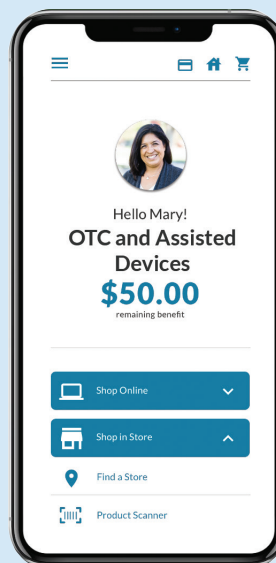 Hello Mary!
OTC and Assisted
Devices
$50.00
remaining benefit
Shop Online
Shop in Store
Find a Store
Product Scanner